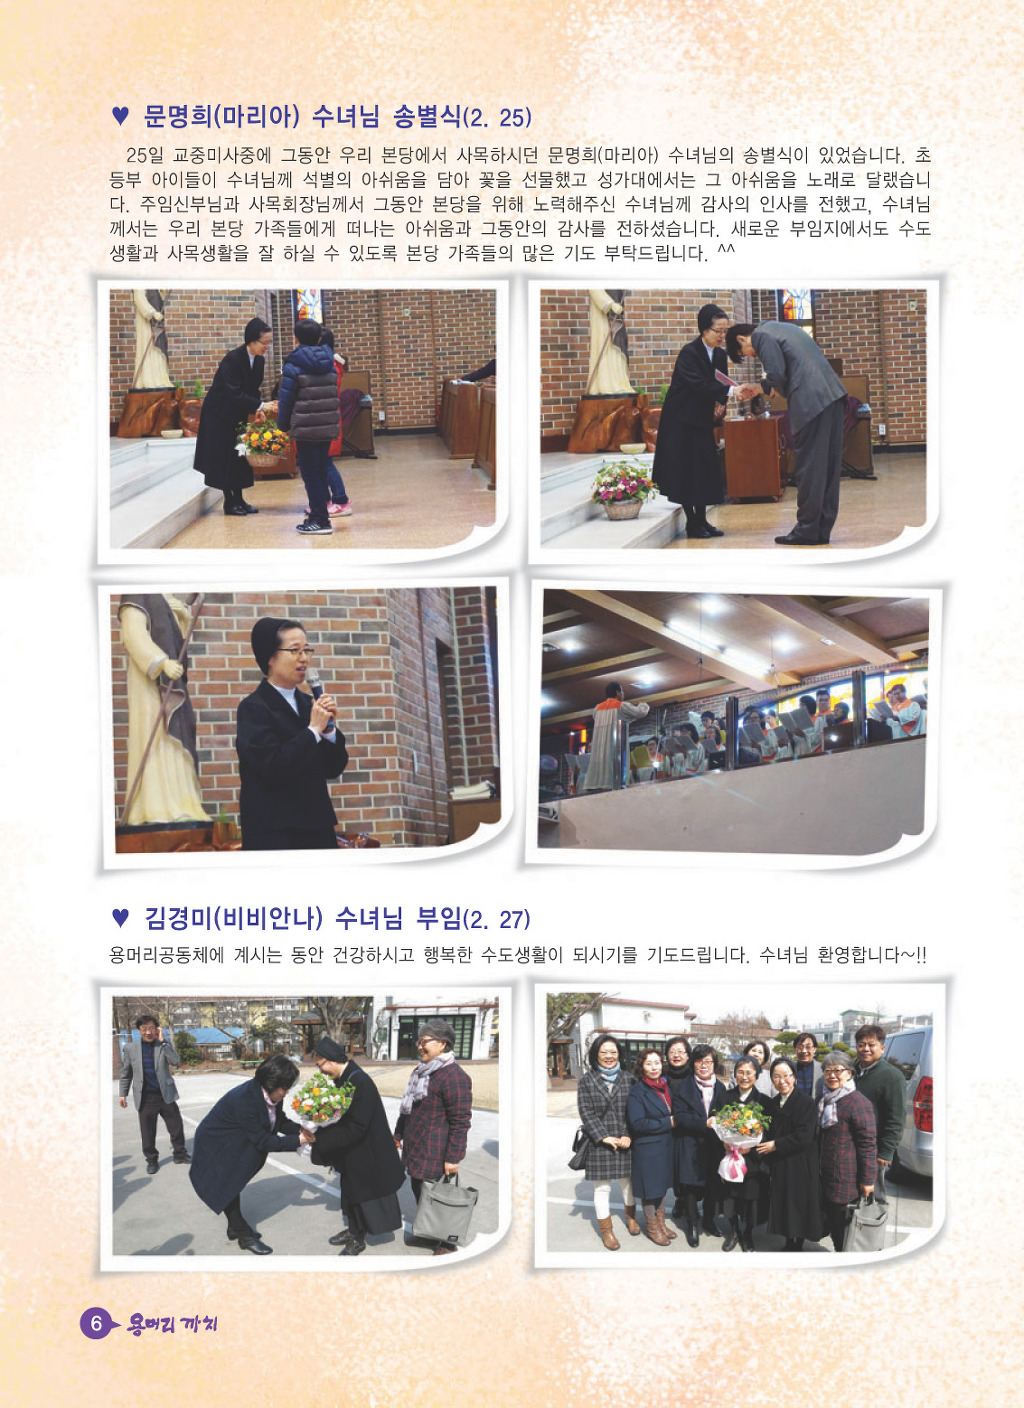 ♥ 문명희(마리아) 수녀님 송별식(2. 25)
25일 교중미사중에 그동안 우리 본당에서 사목하시던 문명희(마리아) 수녀님의 송별식이 있었습니다. 초
등부 아이들이 수녀님께 석별의 아쉬움을 담아 꽃을 선물했고 성가대에서는 그 아쉬움을 노래로 달랬습니
다. 주임신부님과 사목회장님께서 그동안 본당을 위해 노력해주신 수녀님께 감사의 인사를 전했고, 수녀님
께서는 우리 본당 가족들에게 떠나는 아쉬움과 그동안의 감사를 전하셨습니다. 새로운 부임지에서도 수도
생활과 사목생활을 잘 하실 수 있도록 본당 가족들의 많은 기도 부탁드립니다. ^^
♥ 김경미(비비안나) 수녀님 부임(2. 27)
용머리공동체에 계시는 동안 건강하시고 행복한 수도생활이 되시기를 기도드립니다. 수녀님 환영합니다~!!
6 용머리 까치